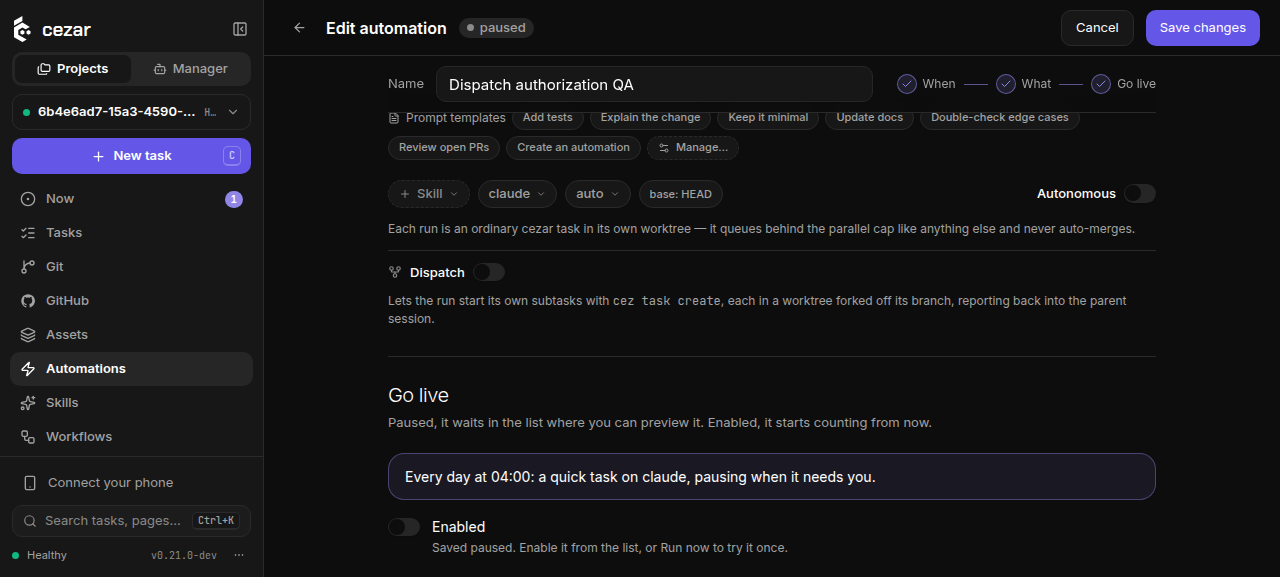 cezar
Projects
Manager
6b4e6ad7-15a3-4590-... H...
New task C
Now 1
Tasks
Git
GitHub
Assets
Automations
Skills
Workflows
Connect your phone
Search tasks, pages... Ctrl+K
Healthy v0.21.0-dev ...
Edit automation paused Cancel Save changes
Name Dispatch authorization QA When What Go live
Prompt templates Add tests Explain the change Keep it minimal Update docs Double-check edge cases
Review open PRs Create an automation Manage...
Skill claude auto base: HEAD Autonomous
Each run is an ordinary cezar task in its own worktree — it queues behind the parallel cap like anything else and never auto-merges.
Dispatch
Lets the run start its own subtasks with cez task create, each in a worktree forked off its branch, reporting back into the parent
session.
Go live
Paused, it waits in the list where you can preview it. Enabled, it starts counting from now.
Every day at 04:00: a quick task on claude, pausing when it needs you.
Enabled
Saved paused. Enable it from the list, or Run now to try it once.